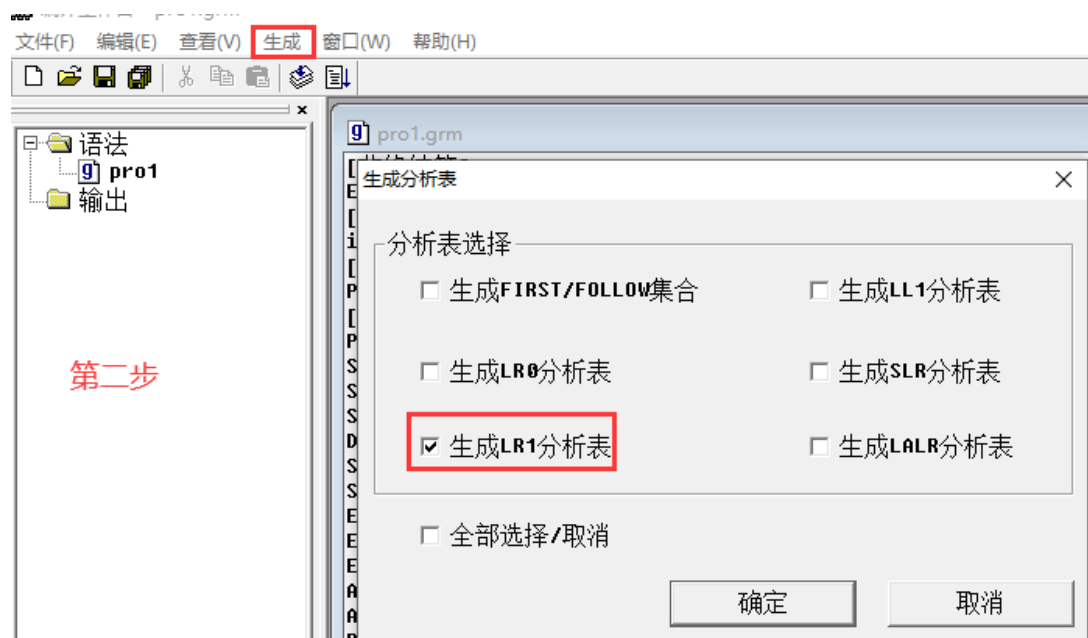 文件(F) 编辑(E) 查看(V) 生成 窗口(W) 帮助(H)
语法
pro1
输出
第二步
pro1.grm
[
E
[
i
[
P
[
P
S
S
S
D
S
S
E
E
E
A
A
生成分析表
分析表选择
生成FIRST/FOLLOW集合 生成LL1分析表
生成LR0分析表 生成SLR分析表
生成LR1分析表 生成LALR分析表
全部选择/取消
确定 取消